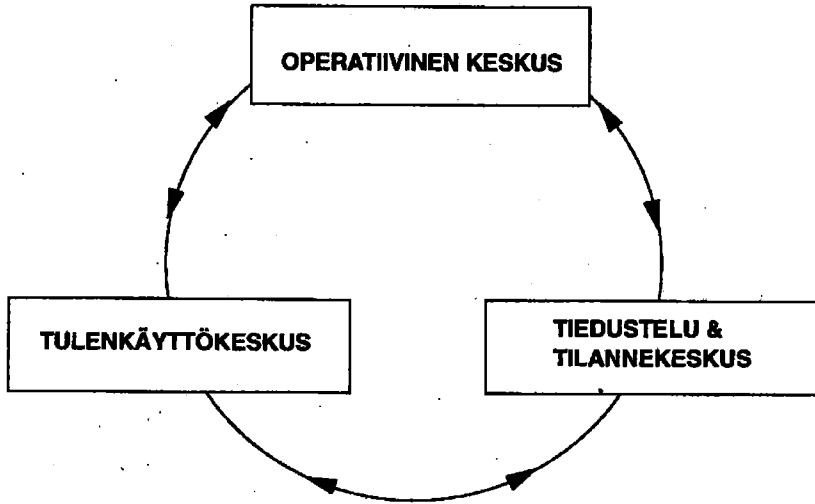 OPERATIIVINEN KESKUS
TULENKÄYTTÖKESKUS
TIEDUSTELU &
TILANNEKESKUS